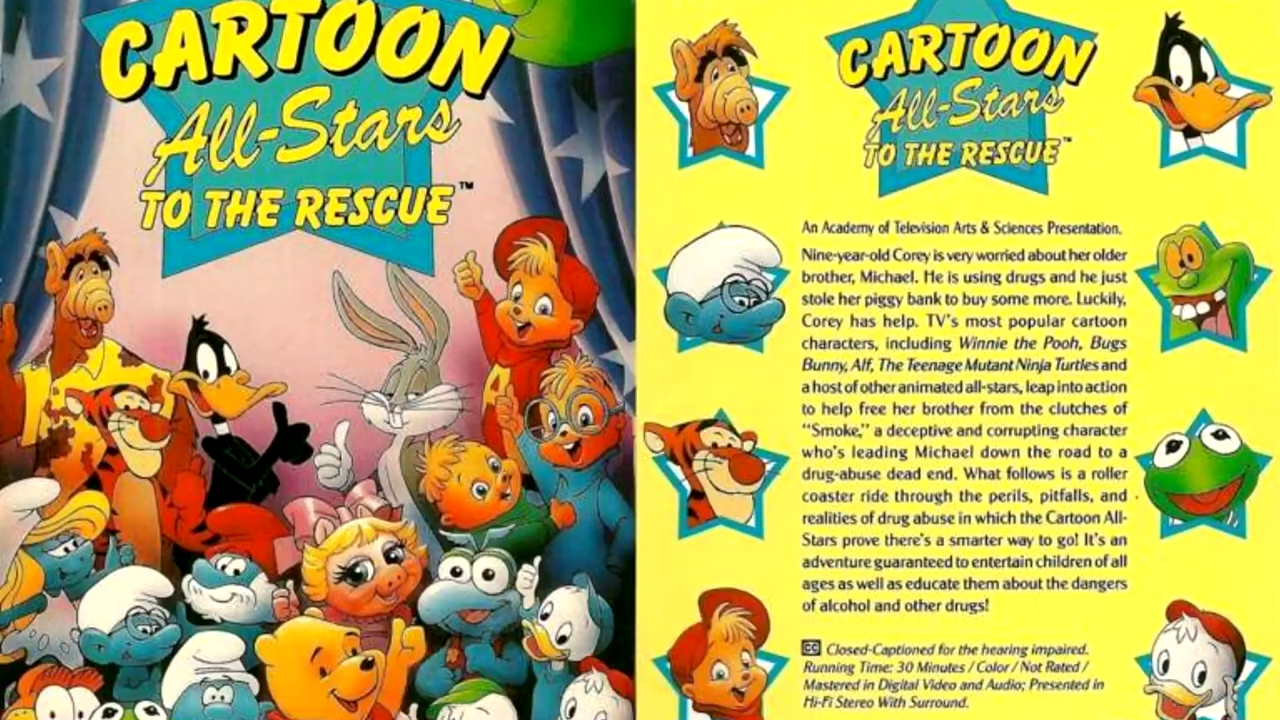 CARTOON
All-Stars
TO THE RESCUE™
CARTOON
All-Stars
TO THE RESCUE™
An Academy of Television Arts & Sciences Presentation.
Nine-year-old Corey is very worried about her older
brother, Michael. He is using drugs and he just
stole her piggy bank to buy some more. Luckily,
Corey has help. TV's most popular cartoon
characters, including Winnie the Pooh, Bugs
Bunny, Alf, The Teenage Mutant Ninja Turtles and
a host of other animated all-stars, leap into action
to help free her brother from the clutches of
"Smoke," a deceptive and corrupting character
who's leading Michael down the road to a
drug-abuse dead end. What follows is a roller
coaster ride through the perils, pitfalls, and
realities of drug abuse in which the Cartoon All-
Stars prove there's a smarter way to go! It's an
adventure guaranteed to entertain children of all
ages as well as educate them about the dangers
of alcohol and other drugs!
CC Closed-Captioned for the hearing impaired.
Running Time: 30 Minutes / Color / Not Rated /
Mastered in Digital Video and Audio; Presented in
Hi-Fi Stereo With Surround.